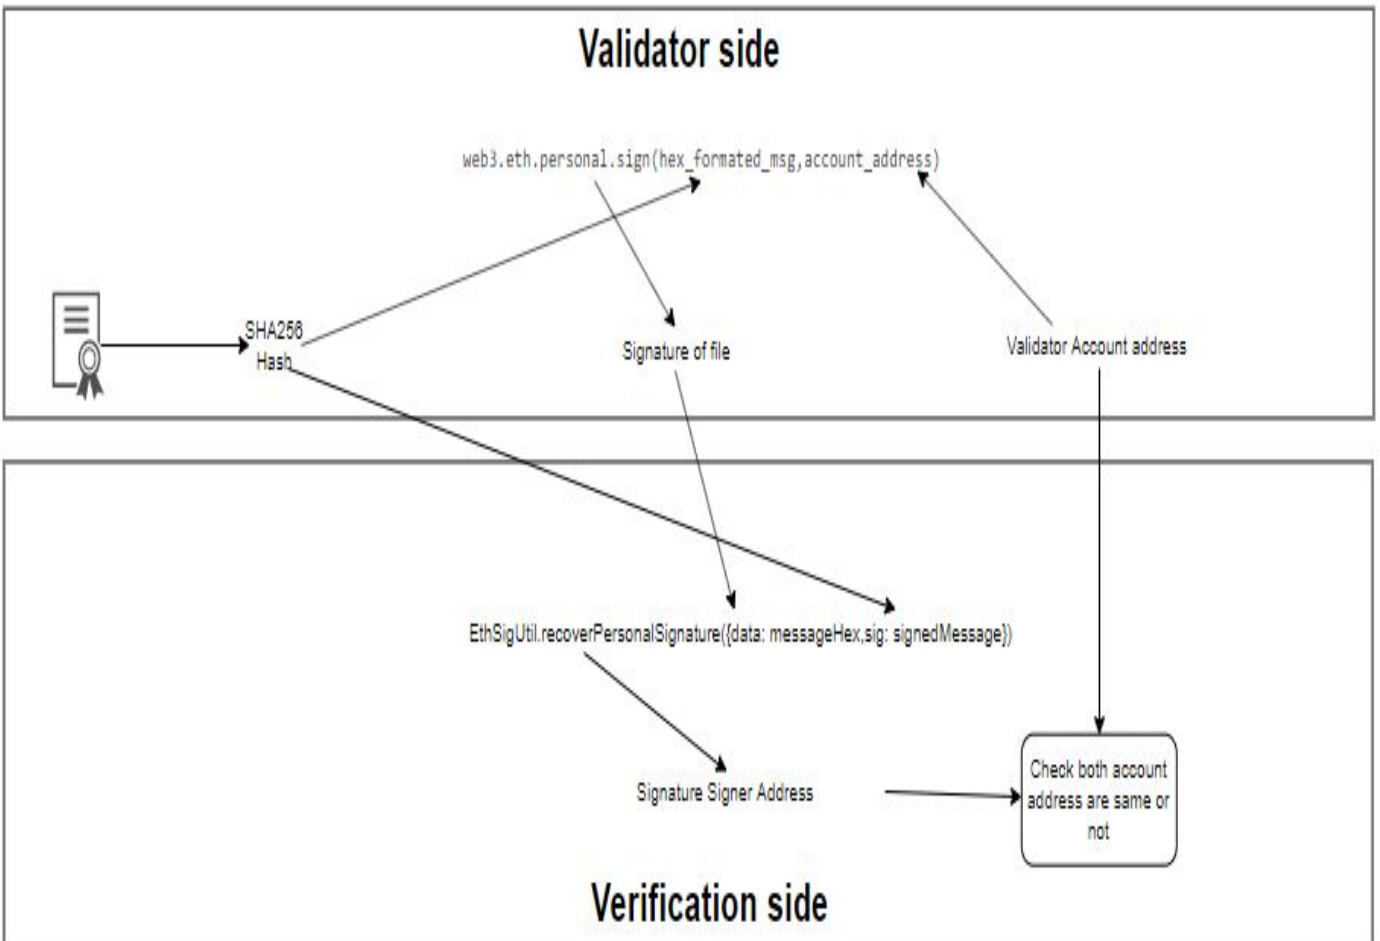 Validator side
web3.eth.personal.sign(hex_formated_msg,account_address)
SHA256
Hash
Signature of file
Validator Account address
EthSigUtil.recoverPersonalSignature({data: messageHex,sig: signedMessage})
Signature Signer Address
Check both account
address are same or
not
Verification side